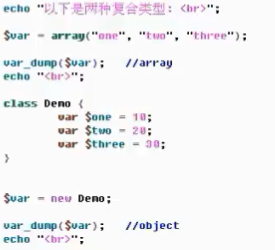 echo "以下是两种复合类型: <br>";
$var = array("one", "two", "three");
var_dump($var);   //array
echo "<br>";
class Demo {
        var $one = 10;
        var $two = 20;
        var $three = 30;
}
$var = new Demo;
var_dump($var);   //object
echo "<br>";